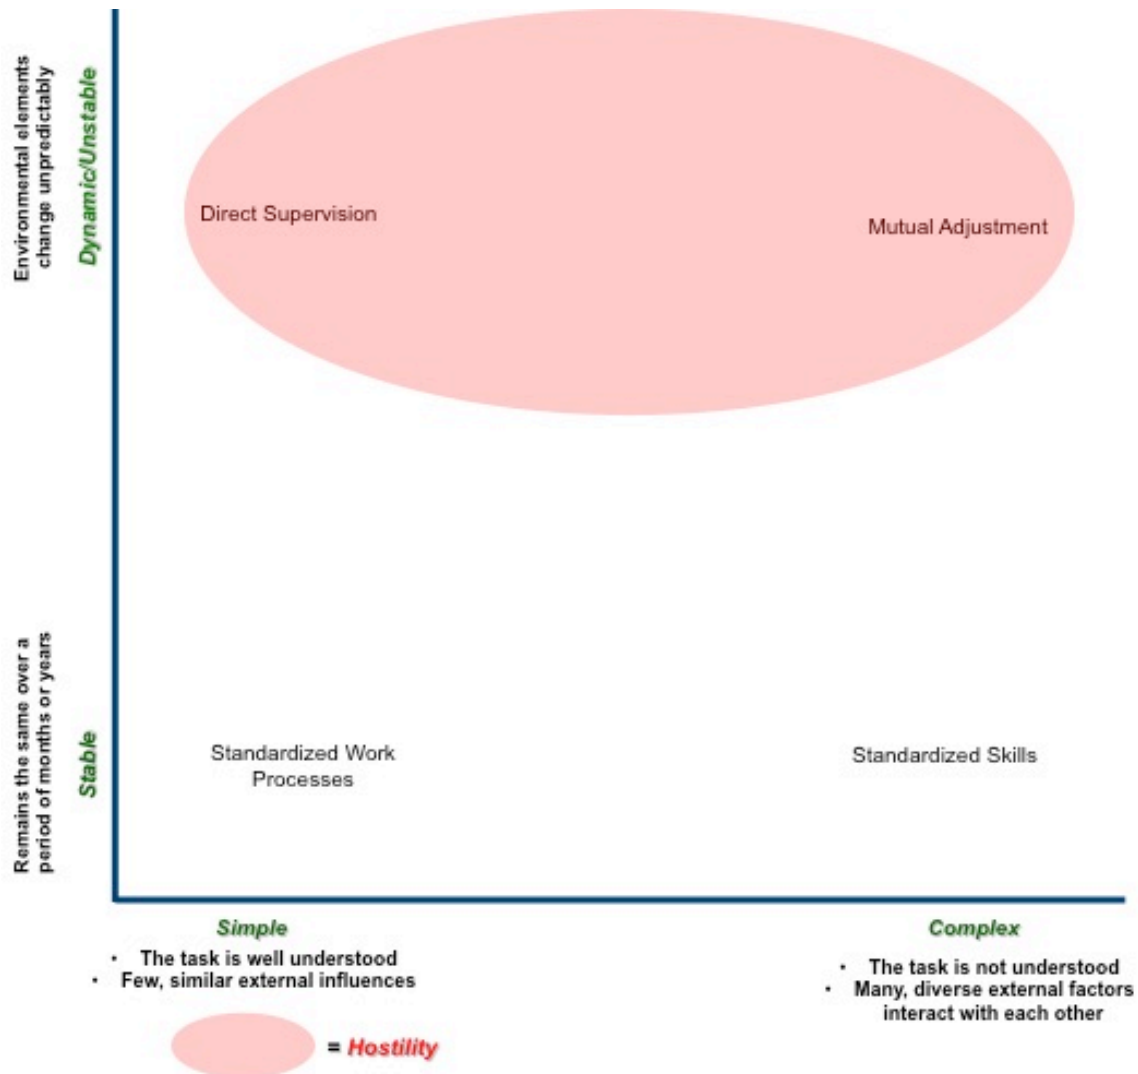 Environmental elements
change unpredictably
Dynamic/Unstable
Direct Supervision
Mutual Adjustment
Remains the same over a
period of months or years
Stable
Standardized Work
Processes
Standardized Skills
Simple
• The task is well understood
• Few, similar external influences
Complex
• The task is not understood
• Many, diverse external factors
interact with each other
= Hostility